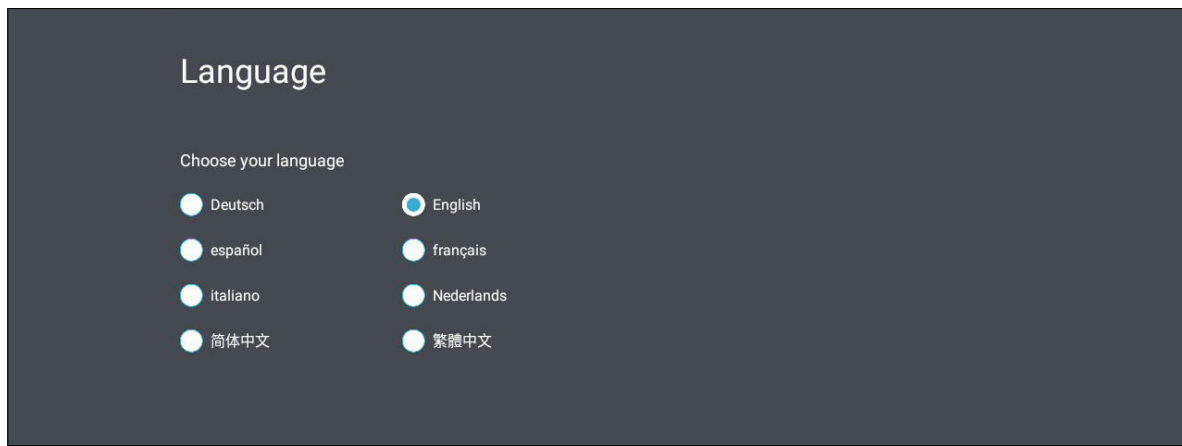 Language
Choose your language
Deutsch English
español français
italiano Nederlands
简体中文 繁體中文